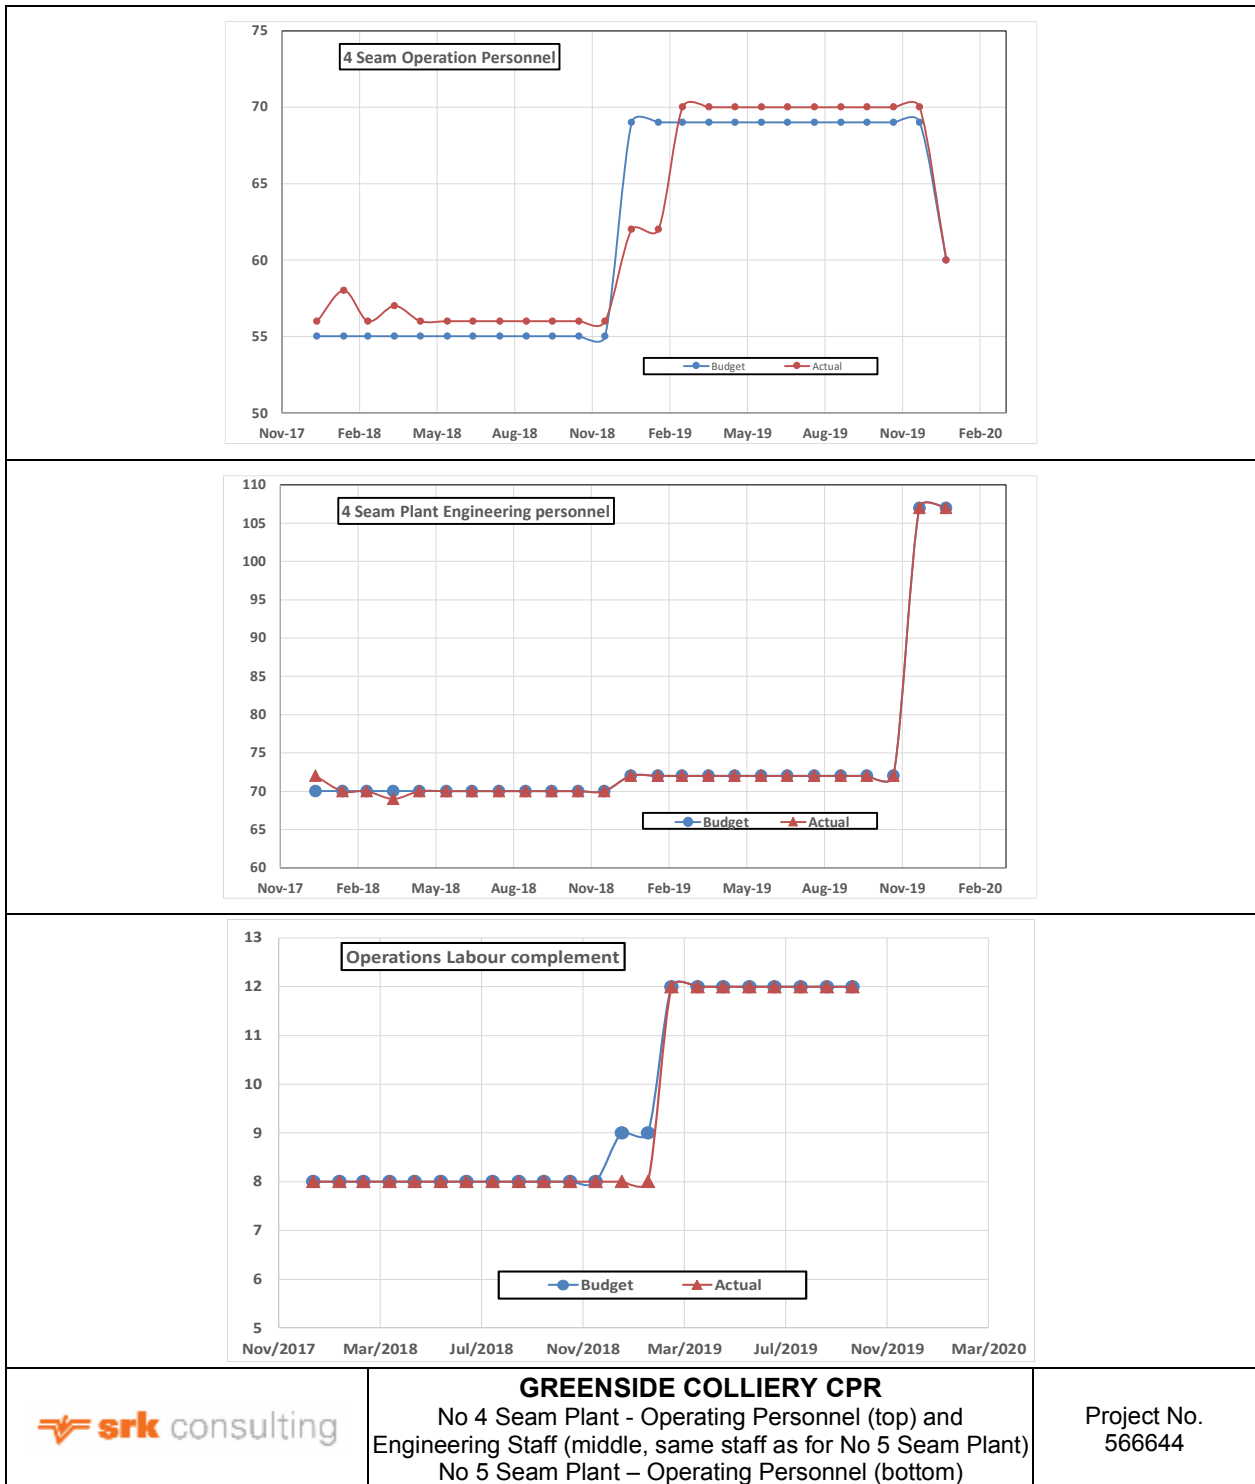 75
4 Seam Operation Personnel
70
65
60
55
Budget Actual
50
Nov-17 Feb-18 May-18 Aug-18 Nov-18 Feb-19 May-19 Aug-19 Nov-19 Feb-20
110
4 Seam Plant Engineering personnel
105
100
95
90
85
80
75
70
Budget Actual
65
60
Nov-17 Feb-18 May-18 Aug-18 Nov-18 Feb-19 May-19 Aug-19 Nov-19 Feb-20
13
Operations Labour complement
12
11
10
9
8
7
6
Budget Actual
5
Nov/2017 Mar/2018 Jul/2018 Nov/2018 Mar/2019 Jul/2019 Nov/2019 Mar/2020
srk consulting
GREENSIDE COLLIERY CPR
No 4 Seam Plant - Operating Personnel (top) and
Engineering Staff (middle, same staff as for No 5 Seam Plant)
No 5 Seam Plant – Operating Personnel (bottom)
Project No.
566644